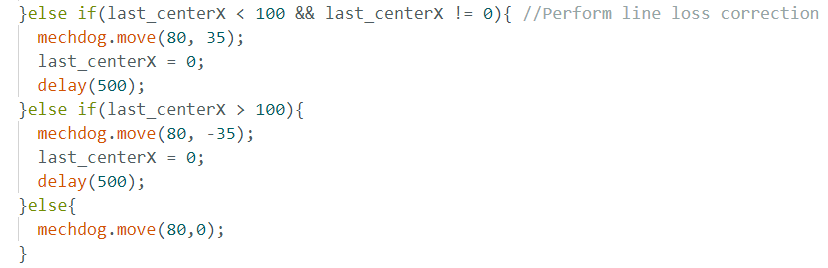 }else if(last_centerX < 100 && last_centerX != 0){ //Perform line loss correction
  mechdog.move(80, 35);
  last_centerX = 0;
  delay(500);
}else if(last_centerX > 100){
  mechdog.move(80, -35);
  last_centerX = 0;
  delay(500);
}else{
  mechdog.move(80,0);
}